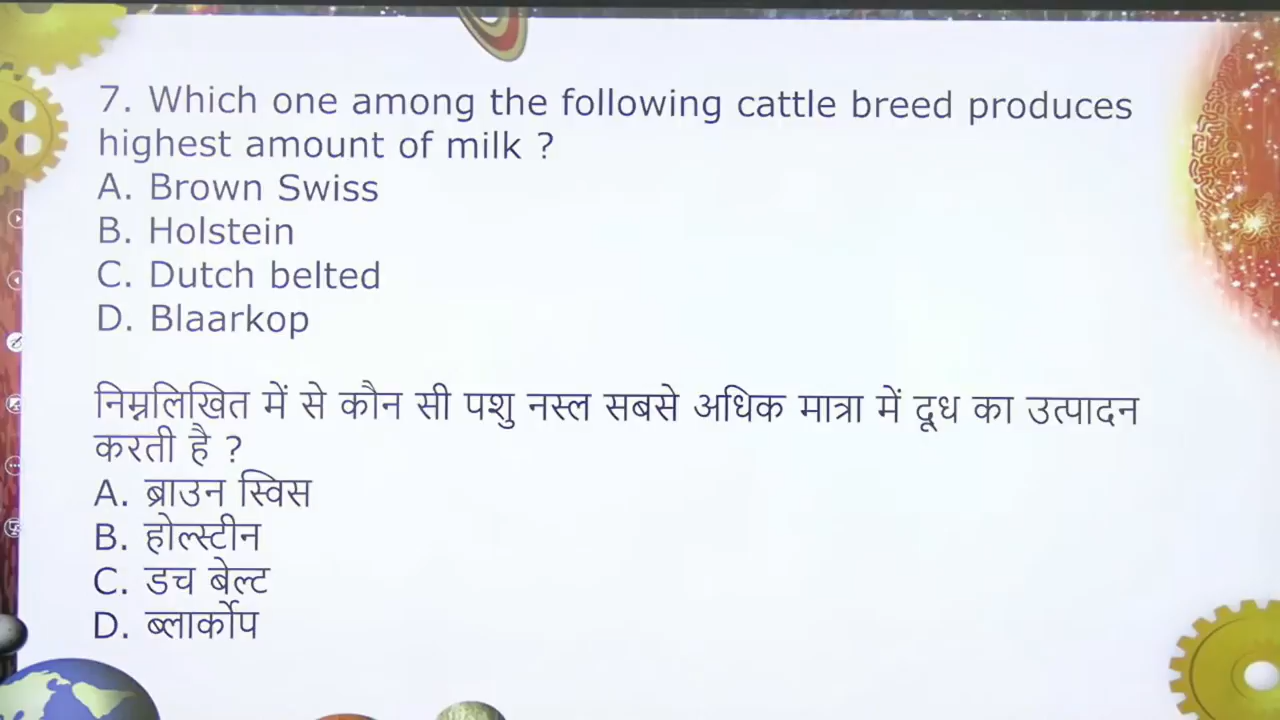 7. Which one among the following cattle breed produces
highest amount of milk ?
A. Brown Swiss
B. Holstein
C. Dutch belted
D. Blaarkop
निम्नलिखित में से कौन सी पशु नस्ल सबसे अधिक मात्रा में दूध का उत्पादन
करती है ?
A. ब्राउन स्विस
B. होल्स्टीन
C. डच बेल्ट
D. ब्लार्कोप